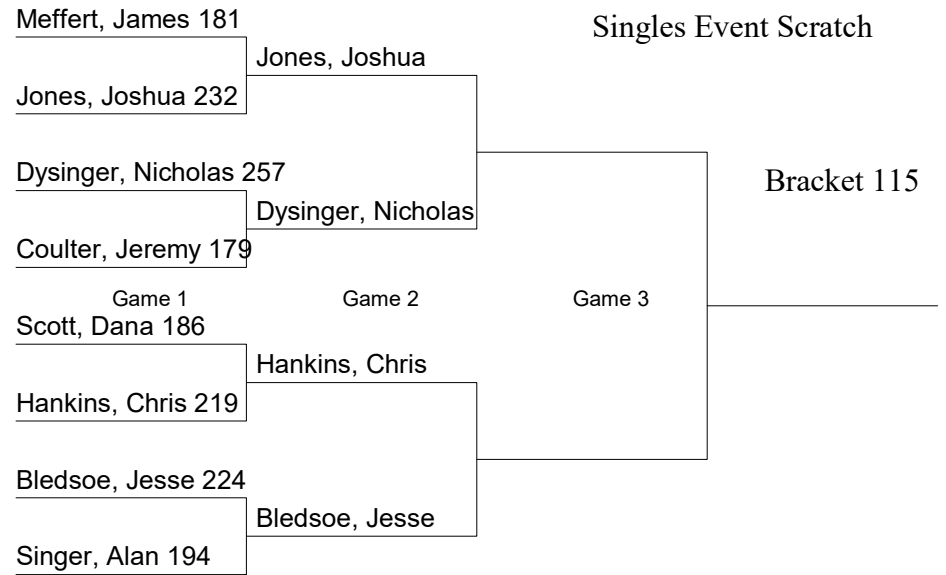 Meffert, James 181
Singles Event Scratch
Jones, Joshua
Jones, Joshua 232
Dysinger, Nicholas 257
Bracket 115
Dysinger, Nicholas
Coulter, Jeremy 179
Game 1
Game 2
Game 3
Scott, Dana 186
Hankins, Chris
Hankins, Chris 219
Bledsoe, Jesse 224
Bledsoe, Jesse
Singer, Alan 194